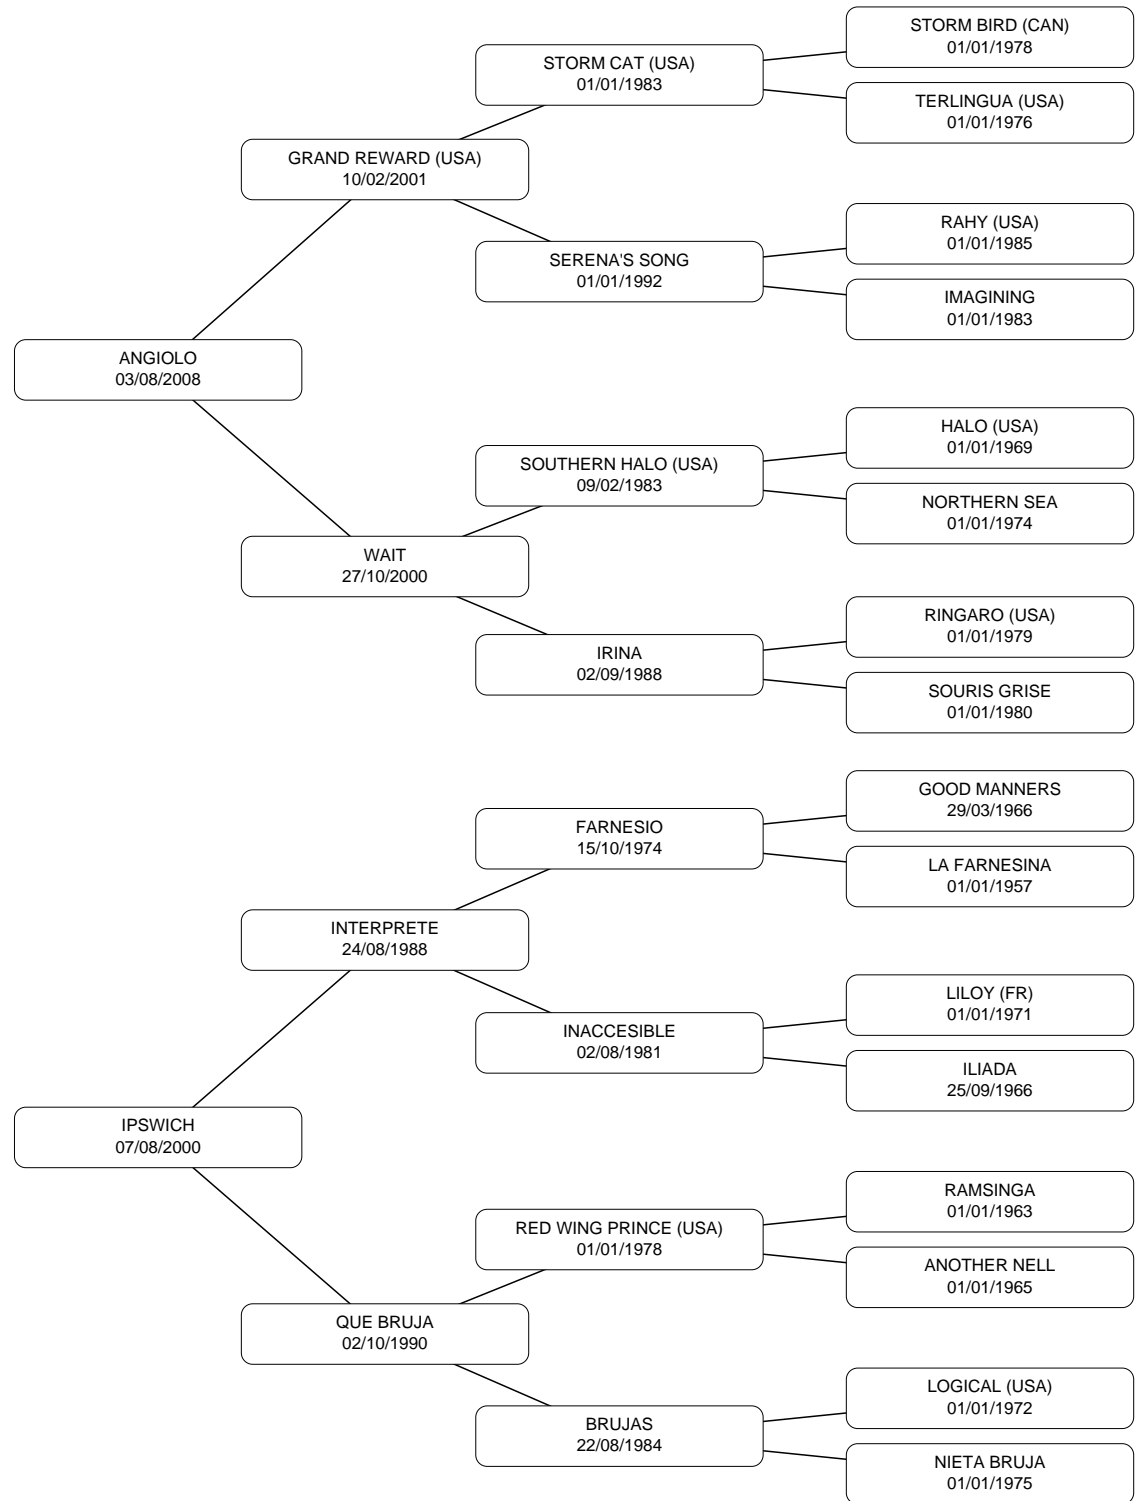 STORM BIRD (CAN)
01/01/1978
STORM CAT (USA)
01/01/1983
TERLINGUA (USA)
01/01/1976
GRAND REWARD (USA)
10/02/2001
RAHY (USA)
01/01/1985
SERENA'S SONG
01/01/1992
IMAGINING
01/01/1983
ANGIOLO
03/08/2008
HALO (USA)
01/01/1969
SOUTHERN HALO (USA)
09/02/1983
NORTHERN SEA
01/01/1974
WAIT
27/10/2000
RINGARO (USA)
01/01/1979
IRINA
02/09/1988
SOURIS GRISE
01/01/1980
GOOD MANNERS
29/03/1966
FARNESIO
15/10/1974
LA FARNESINA
01/01/1957
INTERPRETE
24/08/1988
LILOY (FR)
01/01/1971
INACCESIBLE
02/08/1981
ILIADA
25/09/1966
IPSWICH
07/08/2000
RAMSINGA
01/01/1963
RED WING PRINCE (USA)
01/01/1978
ANOTHER NELL
01/01/1965
QUE BRUJA
02/10/1990
LOGICAL (USA)
01/01/1972
BRUJAS
22/08/1984
NIETA BRUJA
01/01/1975